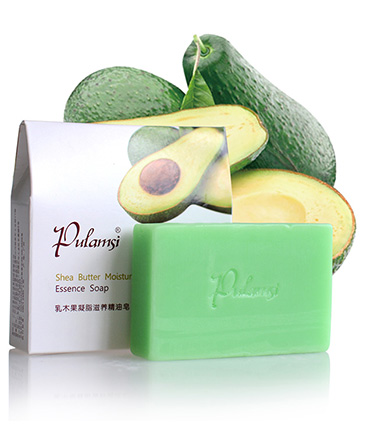 Pulamsi®
Shea Butter Moistur
Essence Soap
乳木果凝脂滋养精油皂
Pulamsi